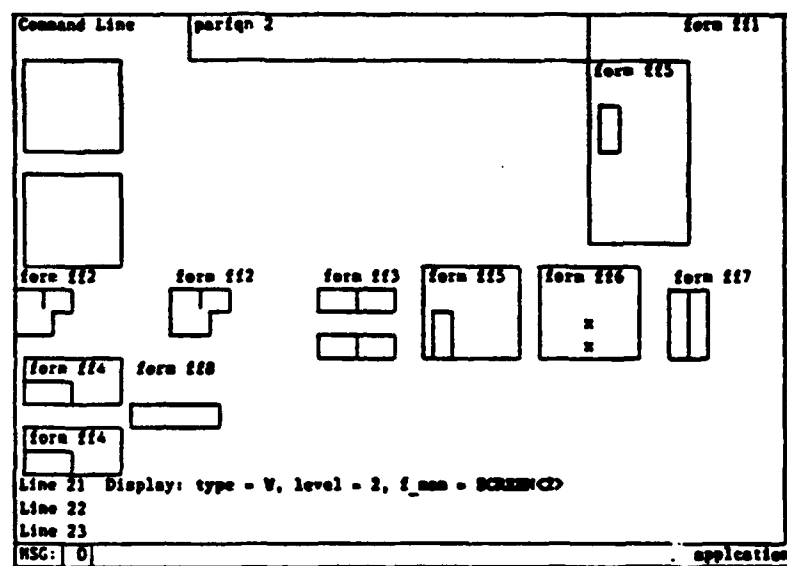 Command Line parfqn 2 form ff1
form ff5
form ff2 form ff2 form ff3 form ff5 form ff6 form ff7
x
x
form ff4 form ff8
form ff4
Line 21 Display: type = W, level = 2, f_mem = SCREEN<2>
Line 22
Line 23
MSG: 0 application